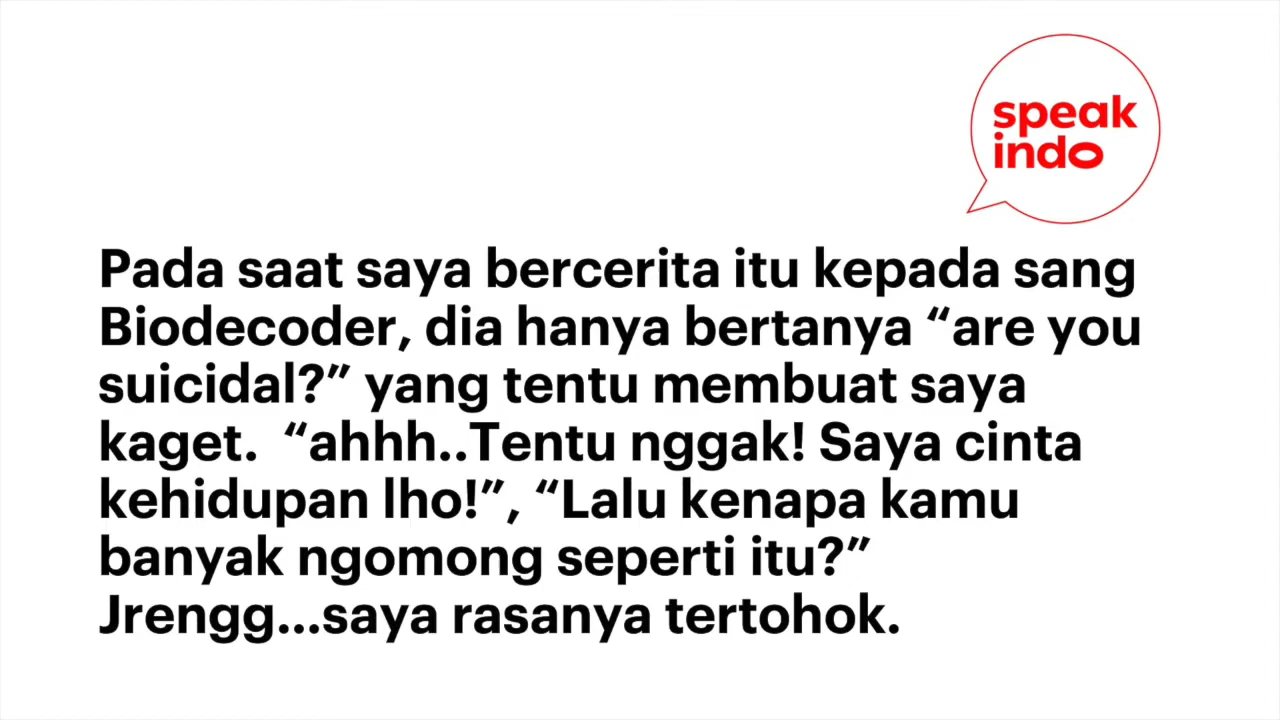 speak
indo
Pada saat saya bercerita itu kepada sang
Biodecoder, dia hanya bertanya “are you
suicidal?” yang tentu membuat saya
kaget.  “ahhh..Tentu nggak! Saya cinta
kehidupan lho!”, “Lalu kenapa kamu
banyak ngomong seperti itu?”
Jrengg...saya rasanya tertohok.